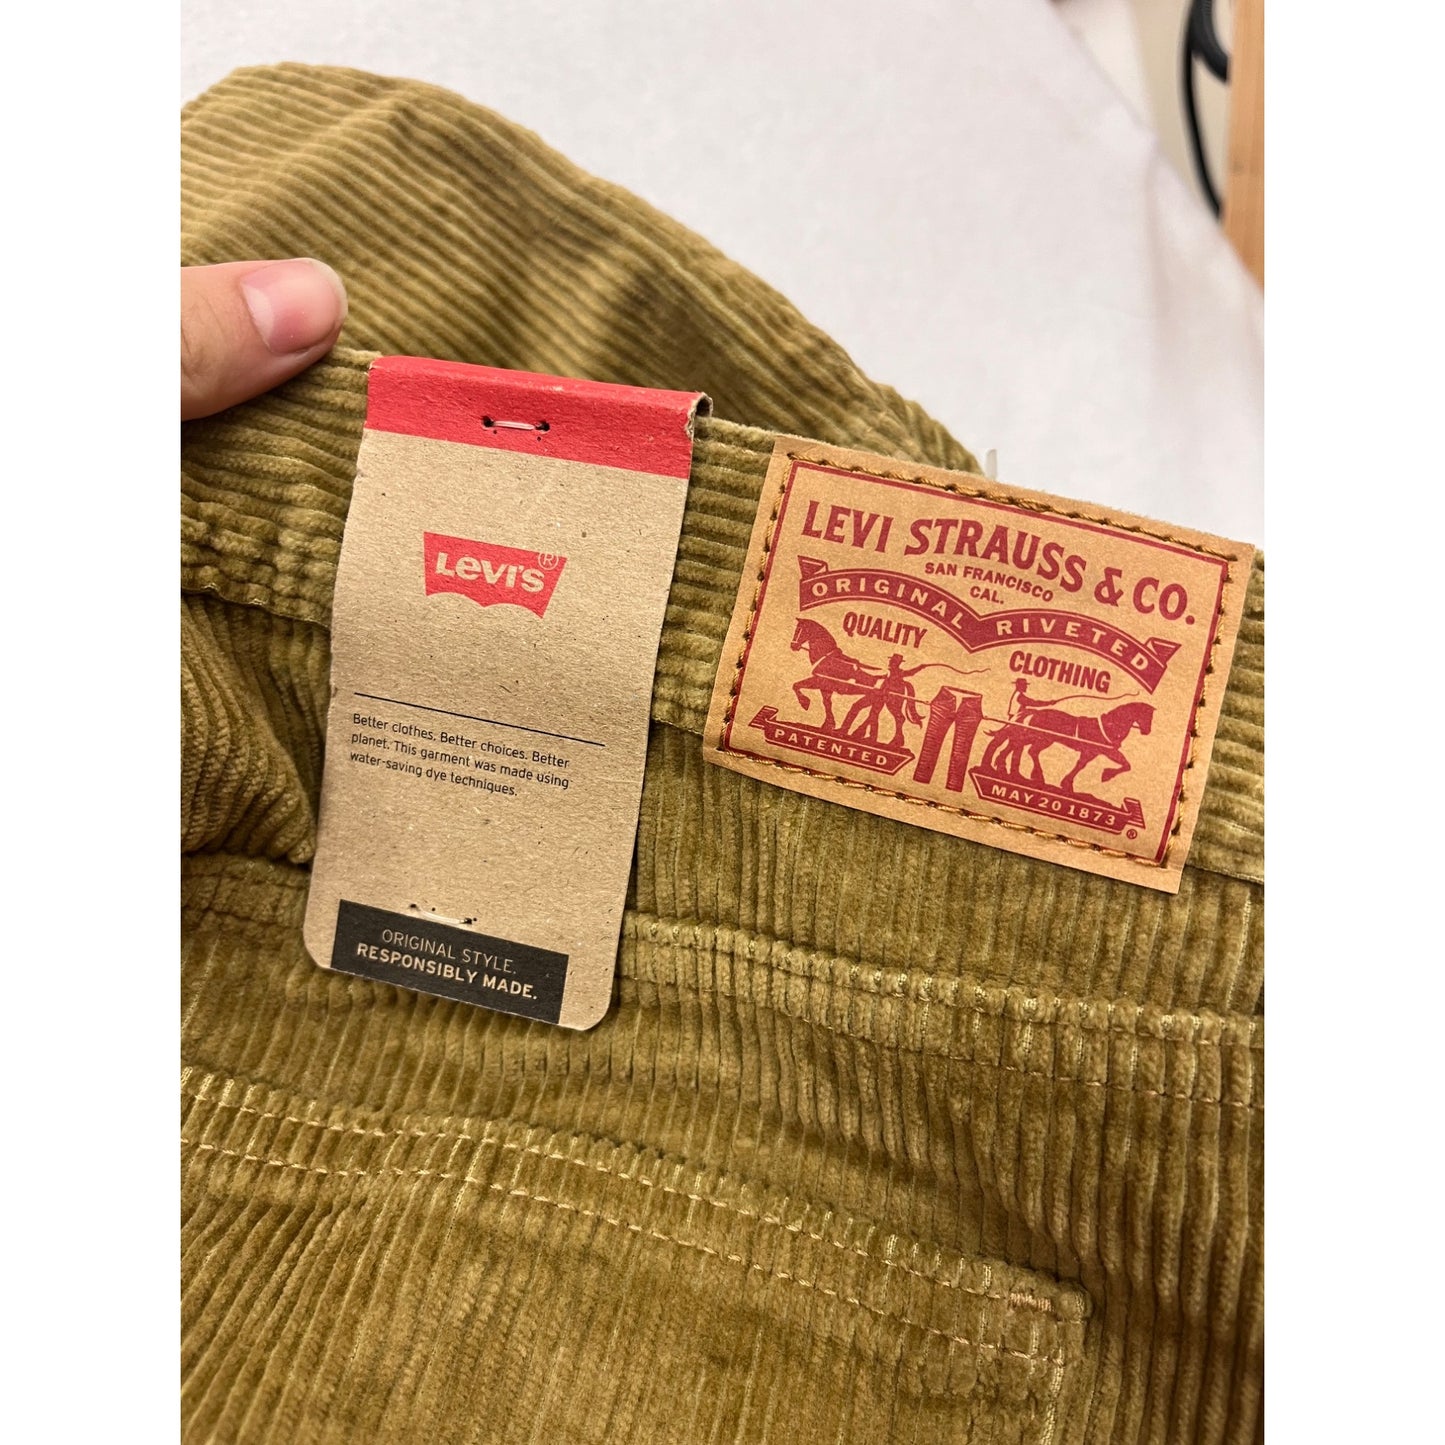 Levi's®
Better clothes. Better choices. Better
planet. This garment was made using
water-saving dye techniques.
ORIGINAL STYLE.
RESPONSIBLY MADE.
LEVI STRAUSS & CO.
SAN FRANCISCO
CAL.
ORIGINAL RIVETED
QUALITY
CLOTHING
PATENTED
MAY 20 1873 ®